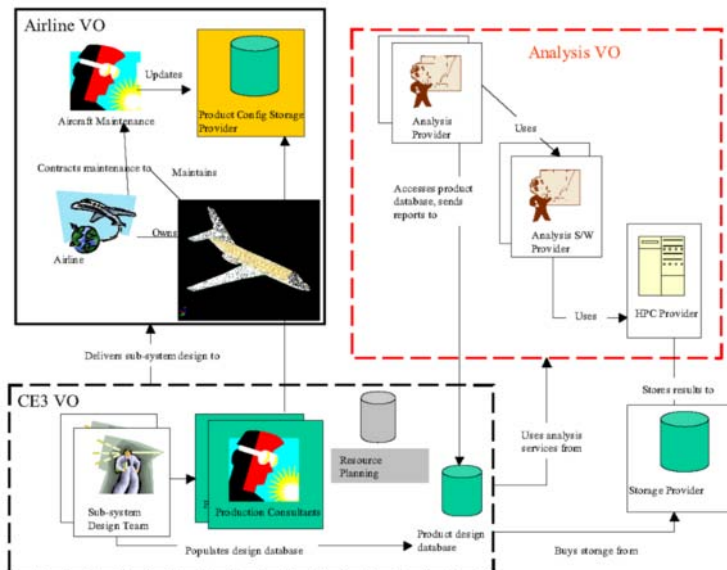 Airline VO
Updates
Aircraft Maintenance
Product Config Storage
Provider
Contracts maintenance to
Maintains
Airline
Owns
Analysis VO
Analysis
Provider
Uses
Accesses product
database, sends
reports to
Analysis S/W
Provider
Uses
HPC Provider
Delivers sub-system design to
Stores results to
CE3 VO
Resource
Planning
Uses analysis
services from
Storage Provider
Sub-system
Design Team
Production Consultants
Product design
database
Populates design database
Buys storage from